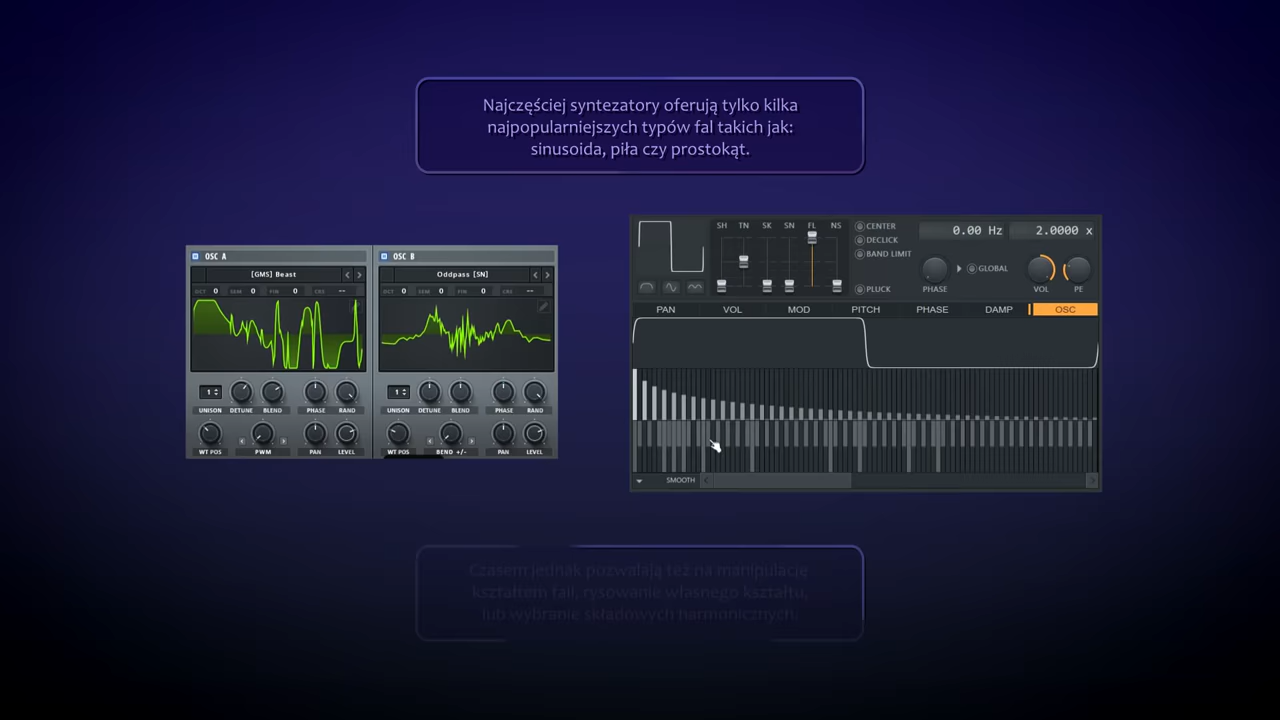 Najczęściej syntezatory oferują tylko kilka
najpopularniejszych typów fal takich jak:
sinusoida, piła czy prostokąt.
OSC A
OSC B
[GMS] Beast
Oddpass [SN]
OCT 0 SEM 0 FIN 0 CRS --
OCT 0 SEM 0 FIN 0 CRS --
1
UNISON DETUNE BLEND PHASE RAND
1
UNISON DETUNE BLEND PHASE RAND
WT POS PWM PAN LEVEL
WT POS BEND +/- PAN LEVEL
SH TN SK SN FL NS
CENTER
DECLICK
BAND LIMIT
PLUCK
0.00 Hz 2.0000 x
GLOBAL
PHASE VOL PE
PAN VOL MOD PITCH PHASE DAMP OSC
SMOOTH
Czasem jednak pozwalają też na manipulację
kształtem fali, rysowanie własnego kształtu,
lub wybranie składowych harmonicznych.